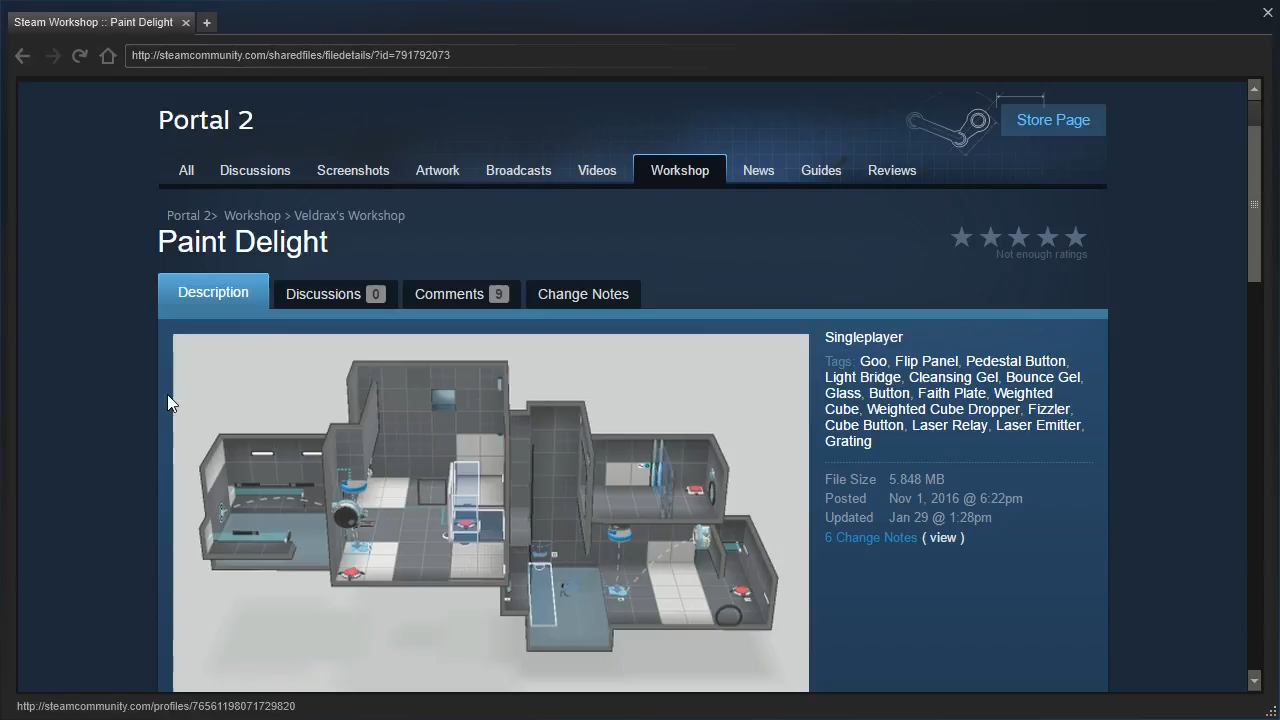 Steam Workshop :: Paint Delight
http://steamcommunity.com/sharedfiles/filedetails/?id=791792073
Portal 2
Store Page
All Discussions Screenshots Artwork Broadcasts Videos Workshop News Guides Reviews
Portal 2> Workshop > Veldrax's Workshop
Paint Delight
Not enough ratings
Description Discussions 0 Comments 9 Change Notes
Singleplayer
Tags: Goo, Flip Panel, Pedestal Button,
Light Bridge, Cleansing Gel, Bounce Gel,
Glass, Button, Faith Plate, Weighted
Cube, Weighted Cube Dropper, Fizzler,
Cube Button, Laser Relay, Laser Emitter,
Grating
File Size 5.848 MB
Posted Nov 1, 2016 @ 6:22pm
Updated Jan 29 @ 1:28pm
6 Change Notes ( view )
http://steamcommunity.com/profiles/76561198071729820